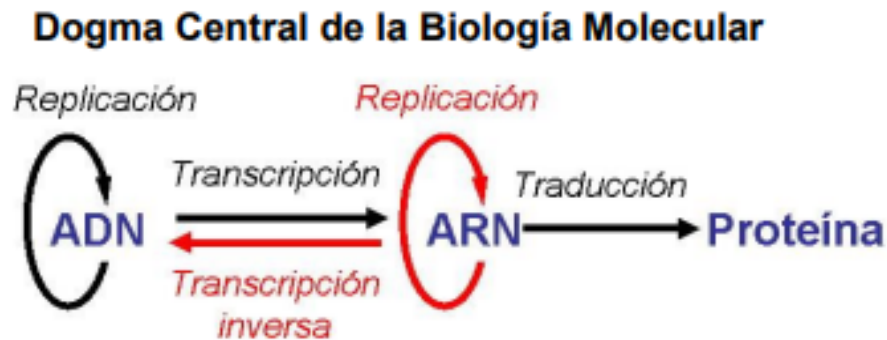 Dogma Central de la Biología Molecular
Replicación
Replicación
Transcripción
Traducción
ADN
ARN
Proteína
Transcripción
inversa